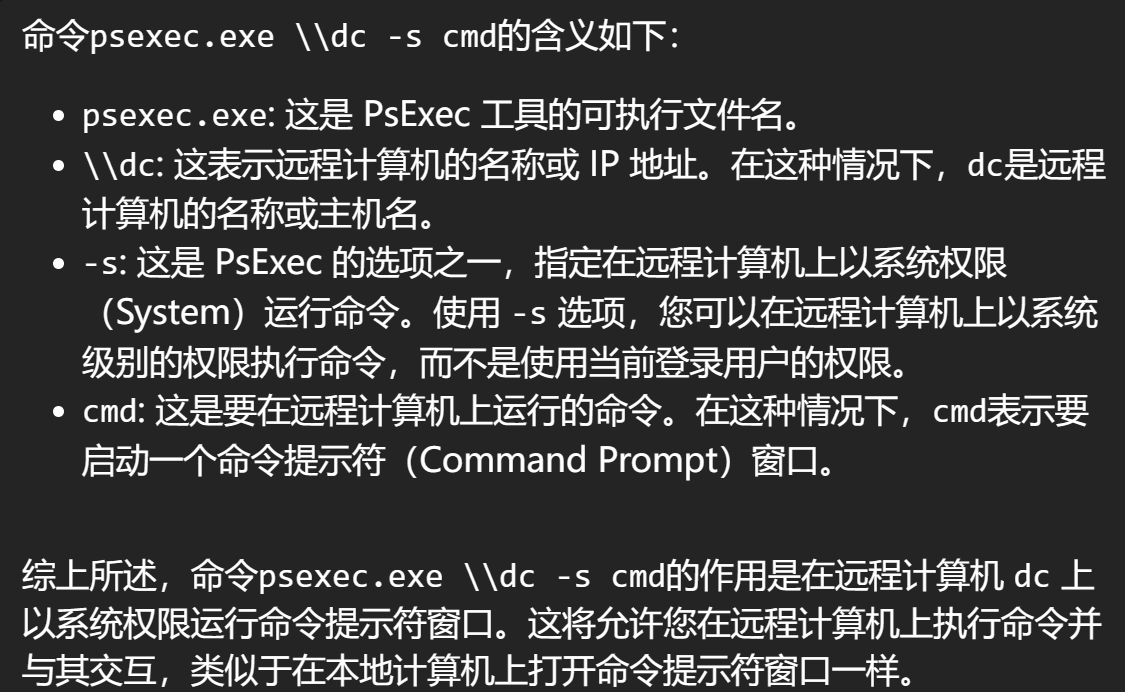 命令psexec.exe \\dc -s cmd的含义如下：
• psexec.exe: 这是 PsExec 工具的可执行文件名。
• \\dc: 这表示远程计算机的名称或 IP 地址。在这种情况下，dc是远程
计算机的名称或主机名。
• -s: 这是 PsExec 的选项之一，指定在远程计算机上以系统权限
（System）运行命令。使用 -s 选项，您可以在远程计算机上以系统
级别的权限执行命令，而不是使用当前登录用户的权限。
• cmd: 这是要在远程计算机上运行的命令。在这种情况下，cmd表示要
启动一个命令提示符（Command Prompt）窗口。
综上所述，命令psexec.exe \\dc -s cmd的作用是在远程计算机 dc 上
以系统权限运行命令提示符窗口。这将允许您在远程计算机上执行命令并
与其交互，类似于在本地计算机上打开命令提示符窗口一样。